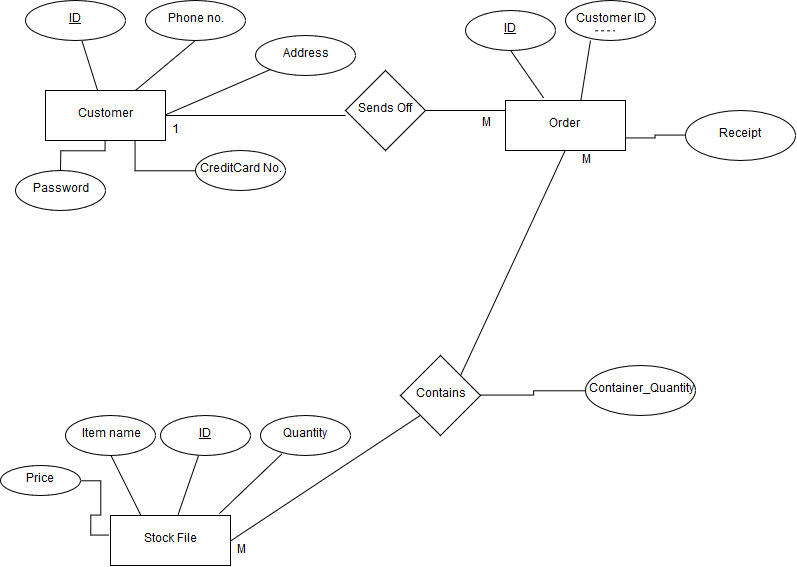 ID
Phone no.
Address
Customer
1
Password
CreditCard No.
Sends Off
ID
Customer ID
M
Order
Receipt
M
Contains
Container_Quantity
Item name
ID
Quantity
Price
Stock File
M